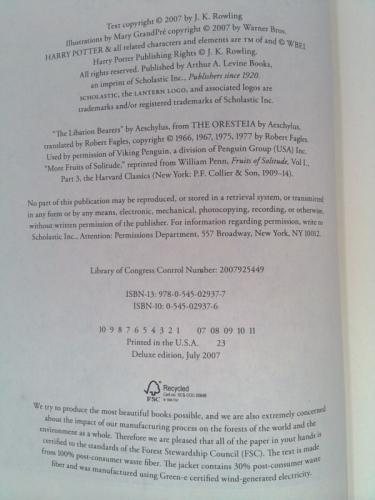 Text copyright © 2007 by J. K. Rowling
Illustrations by Mary GrandPré copyright © 2007 by Warner Bros.
HARRY POTTER & all related characters and elements are TM of and © WBEI.
Harry Potter Publishing Rights © J. K. Rowling.
All rights reserved. Published by Arthur A. Levine Books,
an imprint of Scholastic Inc., Publishers since 1920.
SCHOLASTIC, the LANTERN LOGO, and associated logos are
trademarks and/or registered trademarks of Scholastic Inc.
"The Libation Bearers" by Aeschylus, from THE ORESTEIA by Aeschylus,
translated by Robert Fagles, copyright © 1966, 1967, 1975, 1977 by Robert Fagles.
Used by permission of Viking Penguin, a division of Penguin Group (USA) Inc.
"More Fruits of Solitude," reprinted from William Penn, Fruits of Solitude, Vol 1.,
Part 3, the Harvard Classics (New York: P.F. Collier & Son, 1909–14).
No part of this publication may be reproduced, or stored in a retrieval system, or transmitted
in any form or by any means, electronic, mechanical, photocopying, recording, or otherwise,
without written permission of the publisher. For information regarding permission, write to
Scholastic Inc., Attention: Permissions Department, 557 Broadway, New York, NY 10012.
Library of Congress Control Number: 2007925449
ISBN-13: 978-0-545-02937-7
ISBN-10: 0-545-02937-6
10 9 8 7 6 5 4 3 2 1 07 08 09 10 11
Printed in the U.S.A. 23
Deluxe edition, July 2007
Recycled
FSC
We try to produce the most beautiful books possible, and we are also extremely concerned
about the impact of our manufacturing process on the forests of the world and the
environment as a whole. Therefore we are pleased that all of the paper in your hands is
certified to the standards of the Forest Stewardship Council (FSC). The text is made
from 100% post-consumer waste fiber. The jacket contains 30% post-consumer waste
fiber and was manufactured using Green-e certified wind-generated electricity.